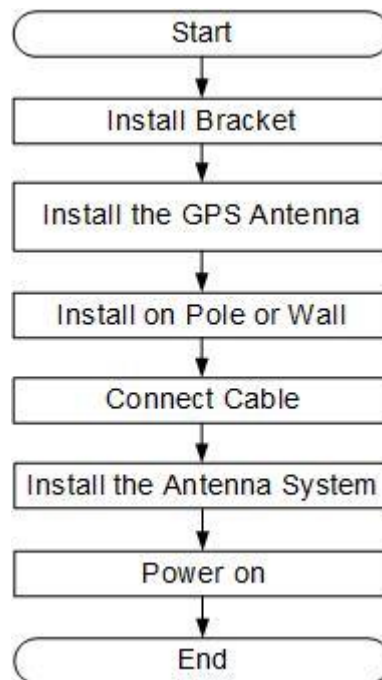 Start
Install Bracket
Install the GPS Antenna
Install on Pole or Wall
Connect Cable
Install the Antenna System
Power on
End